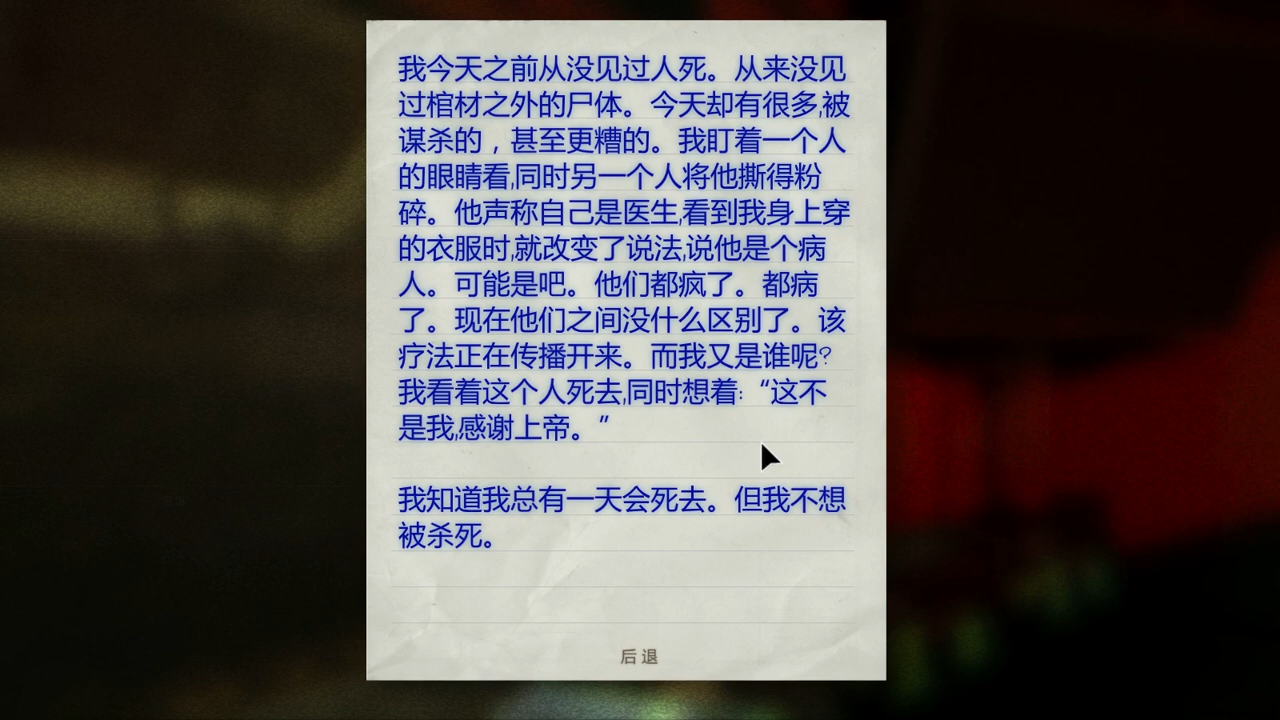 我今天之前从没见过人死。从来没见
过棺材之外的尸体。今天却有很多,被
谋杀的，甚至更糟的。我盯着一个人
的眼睛看,同时另一个人将他撕得粉
碎。他声称自己是医生,看到我身上穿
的衣服时,就改变了说法,说他是个病
人。可能是吧。他们都疯了。都病
了。现在他们之间没什么区别了。该
疗法正在传播开来。而我又是谁呢?
我看着这个人死去,同时想着:“这不
是我,感谢上帝。”
我知道我总有一天会死去。但我不想
被杀死。
后退